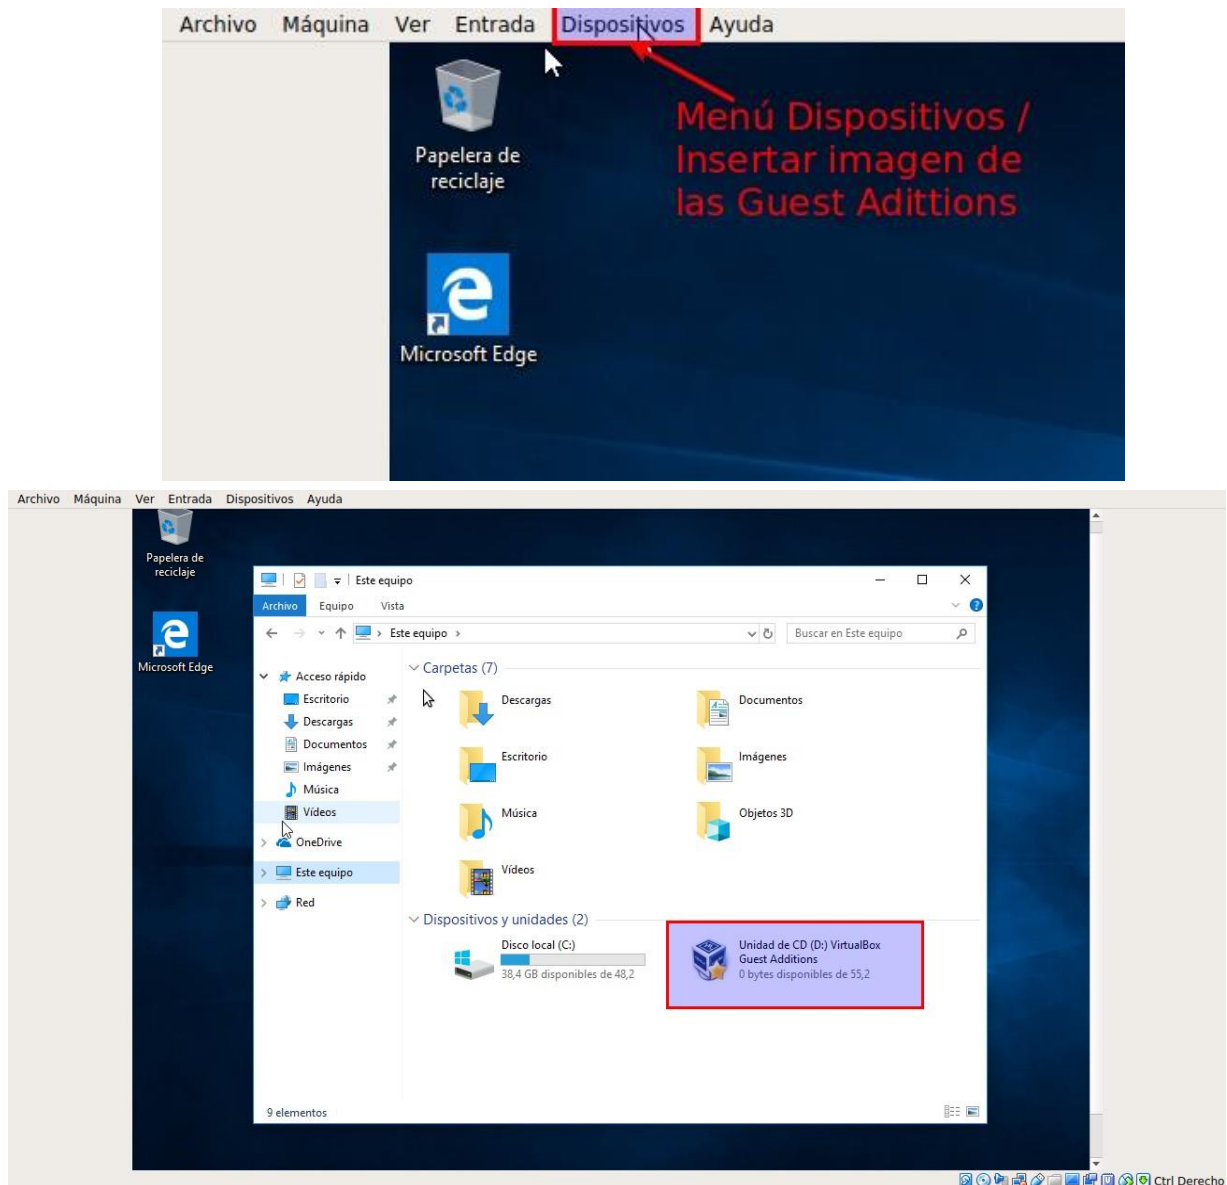 Archivo Máquina Ver Entrada Dispositivos Ayuda
Papelera de
reciclaje
Microsoft Edge
Menú Dispositivos /
Insertar imagen de
las Guest Adittions
Archivo Máquina Ver Entrada Dispositivos Ayuda
Papelera de
reciclaje
Microsoft Edge
Este equipo
Archivo Equipo Vista
Este equipo
Buscar en Este equipo
Acceso rápido
Escritorio
Descargas
Documentos
Imágenes
Música
Vídeos
OneDrive
Este equipo
Red
Carpetas (7)
Descargas
Documentos
Escritorio
Imágenes
Música
Objetos 3D
Vídeos
Dispositivos y unidades (2)
Disco local (C:)
38,4 GB disponibles de 48,2
Unidad de CD (D:) VirtualBox
Guest Additions
0 bytes disponibles de 55,2
9 elementos
Ctrl Derecho